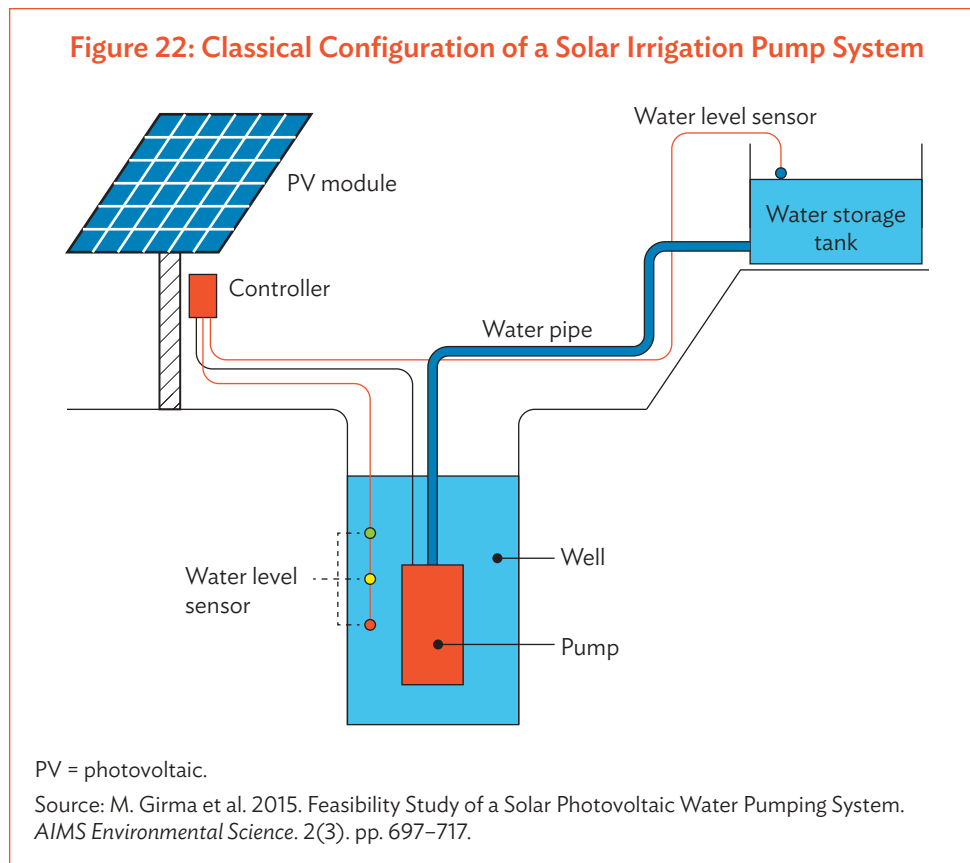 Figure 22: Classical Configuration of a Solar Irrigation Pump System
Water level sensor
PV module
Water storage
tank
Controller
Water pipe
Well
Water level
sensor
Pump
PV = photovoltaic.
Source: M. Girma et al. 2015. Feasibility Study of a Solar Photovoltaic Water Pumping System.
AIMS Environmental Science. 2(3). pp. 697–717.